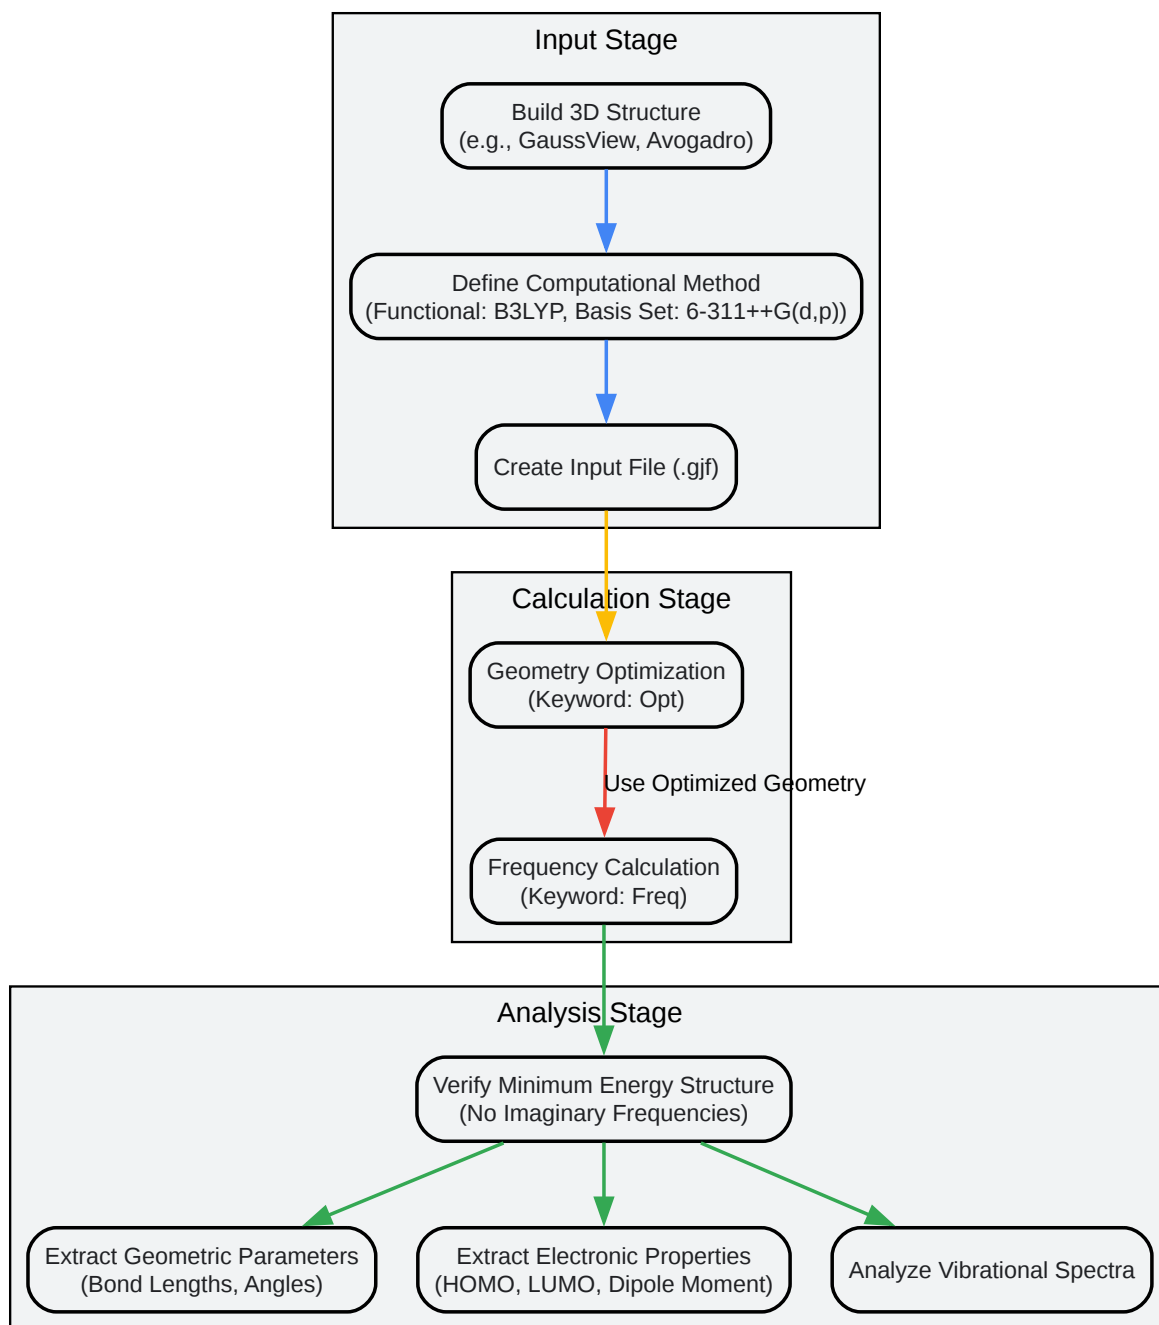 Input Stage
Build 3D Structure
(e.g., GaussView, Avogadro)
Define Computational Method
(Functional: B3LYP, Basis Set: 6-311++G(d,p))
Create Input File (.gjf)
Calculation Stage
Geometry Optimization
(Keyword: Opt)
Use Optimized Geometry
Frequency Calculation
(Keyword: Freq)
Analysis Stage
Verify Minimum Energy Structure
(No Imaginary Frequencies)
Extract Geometric Parameters
(Bond Lengths, Angles)
Extract Electronic Properties
(HOMO, LUMO, Dipole Moment)
Analyze Vibrational Spectra